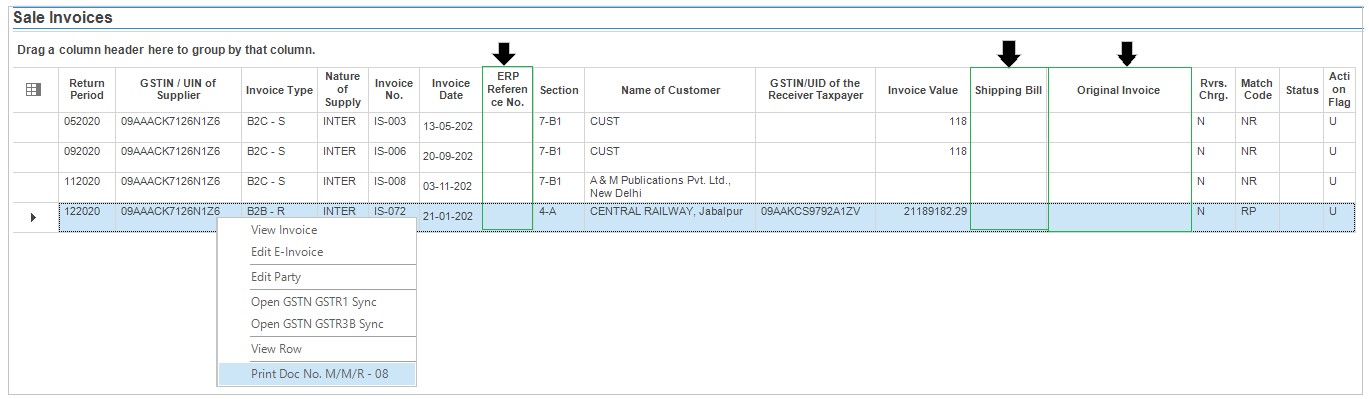 Sale Invoices
Drag a column header here to group by that column.
Return Period GSTIN / UIN of Supplier Invoice Type Nature of Supply Invoice No. Invoice Date ERP Referen ce No. Section Name of Customer GSTIN/UID of the Receiver Taxpayer Invoice Value Shipping Bill Original Invoice Rvrs. Chrg. Match Code Status Acti on Flag
052020 09AAACK7126N1Z6 B2C - S INTER IS-003 13-05-202 7-B1 CUST 118 N NR U
092020 09AAACK7126N1Z6 B2C - S INTER IS-006 20-09-202 7-B1 CUST 118 N NR U
112020 09AAACK7126N1Z6 B2C - S INTER IS-008 03-11-202 7-B1 A & M Publications Pvt. Ltd., New Delhi N NR U
122020 09AAACK7126N1Z6 B2B - R INTER IS-072 21-01-202 4-A CENTRAL RAILWAY, Jabalpur 09AAKCS9792A1ZV 21189182.29 N RP U
View Invoice
Edit E-Invoice
Edit Party
Open GSTN GSTR1 Sync
Open GSTN GSTR3B Sync
View Row
Print Doc No. M/M/R - 08